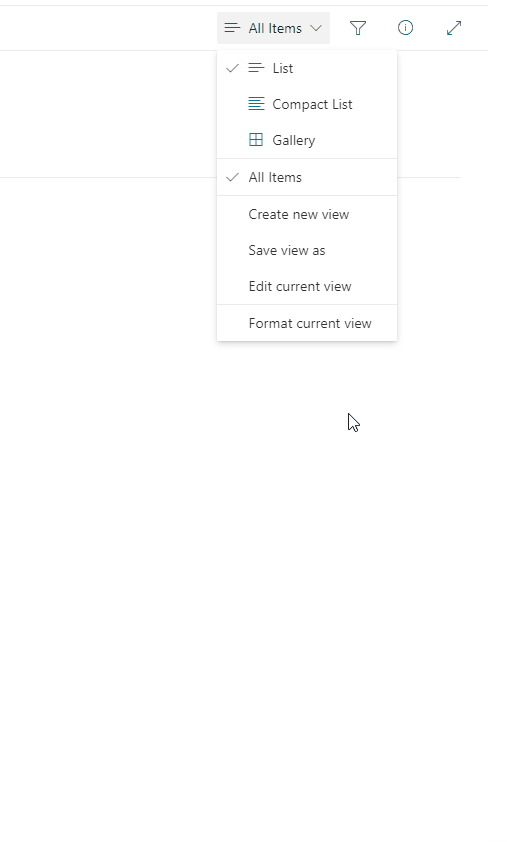 All Items
List
Compact List
Gallery
All Items
Create new view
Save view as
Edit current view
Format current view